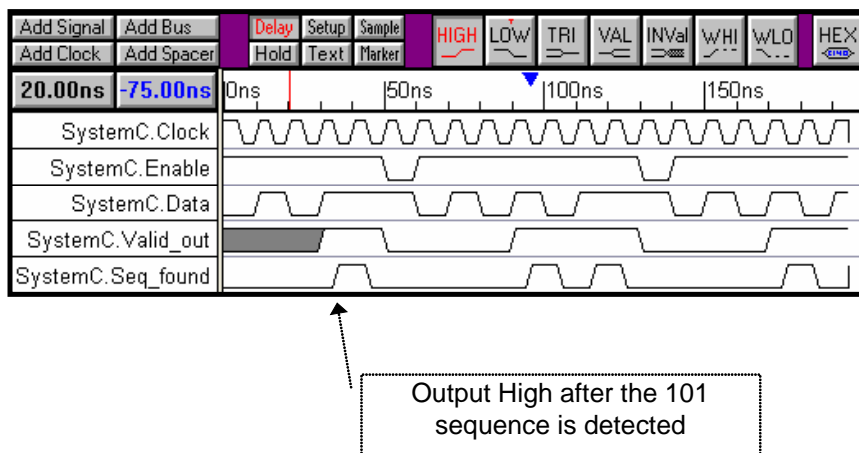 Add Signal Add Bus Delay Setup Sample HIGH LOW TRI VAL INVal WHI WLO HEX
Add Clock Add Spacer Hold Text Marker
20.00ns -75.00ns 0ns 50ns 100ns 150ns
SystemC.Clock
SystemC.Enable
SystemC.Data
SystemC.Valid_out
SystemC.Seq_found
Output High after the 101
sequence is detected